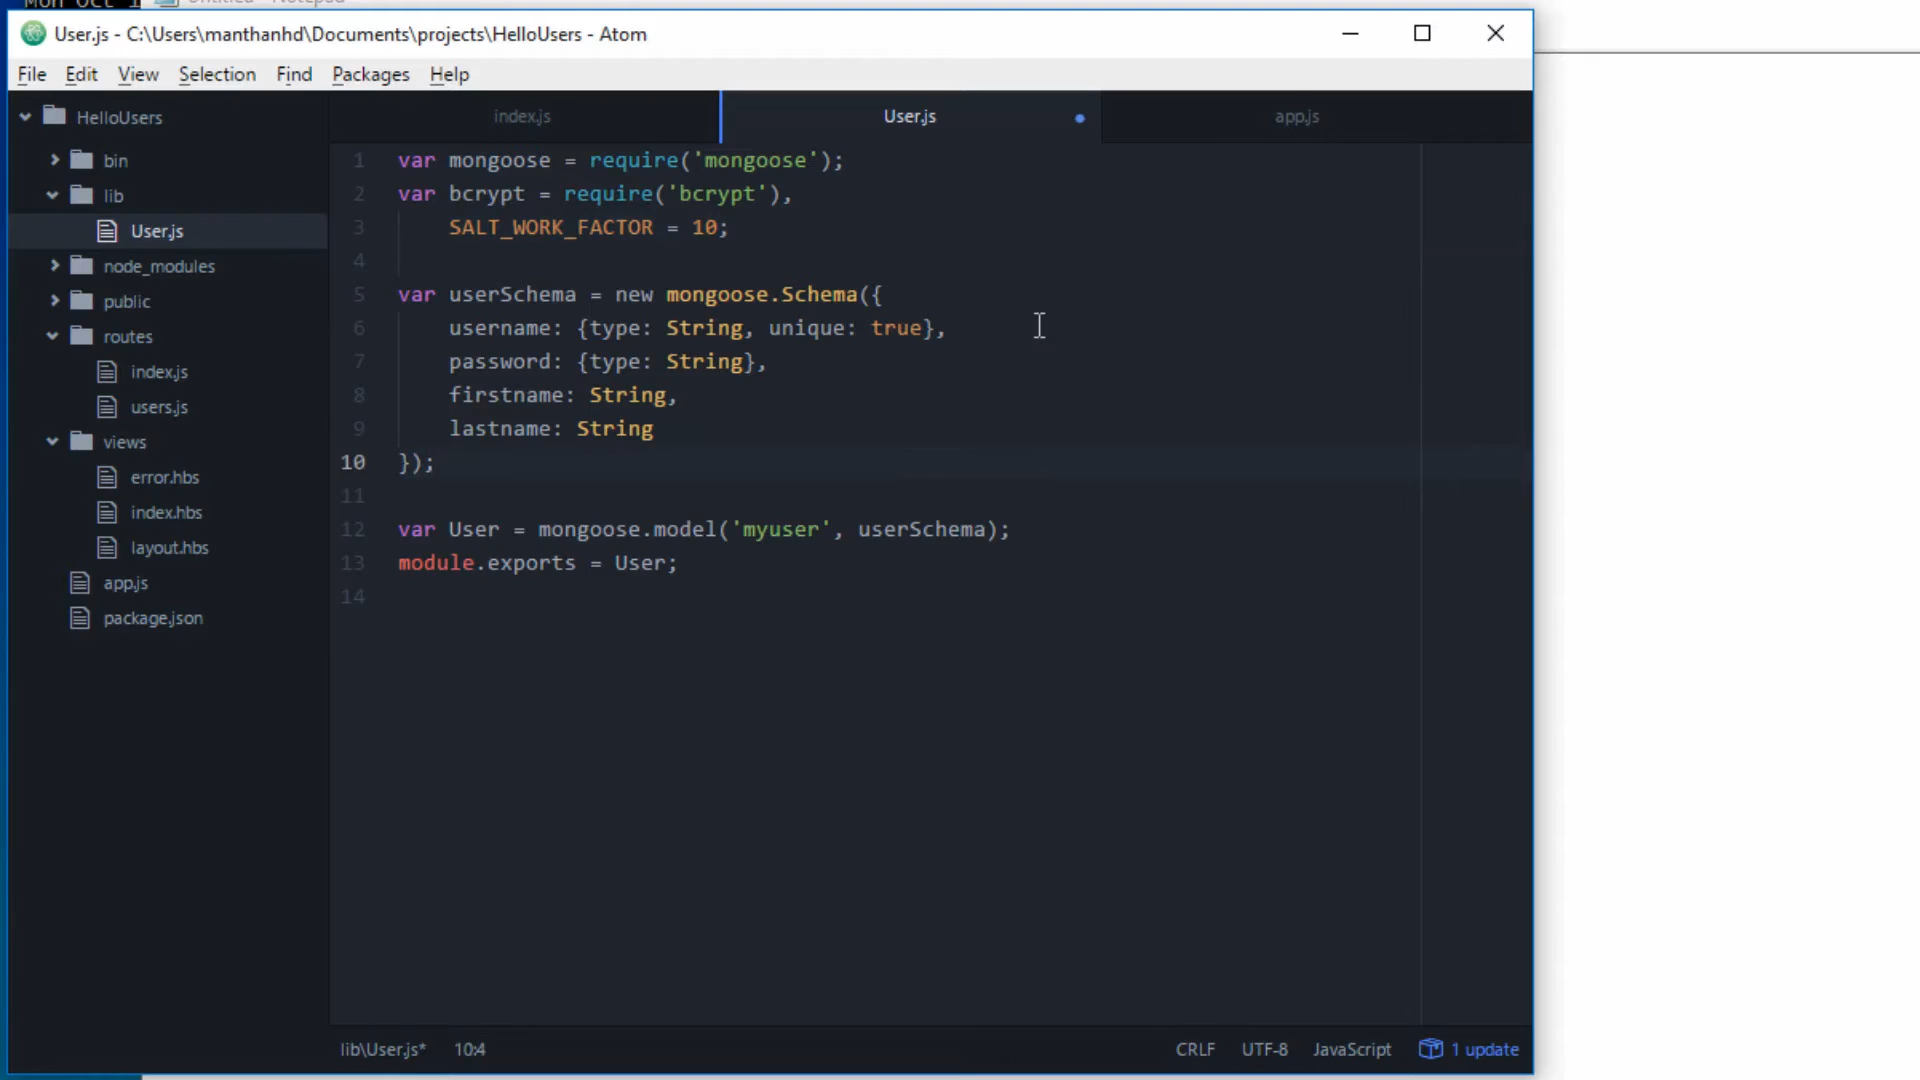 User.js - C:\Users\manthanhd\Documents\projects\HelloUsers - Atom
File Edit View Selection Find Packages Help
HelloUsers
bin
lib
User.js
node_modules
public
routes
index.js
users.js
views
error.hbs
index.hbs
layout.hbs
app.js
package.json
index.js User.js app.js
1 var mongoose = require('mongoose');
2 var bcrypt = require('bcrypt'),
3 SALT_WORK_FACTOR = 10;
4
5 var userSchema = new mongoose.Schema({
6 username: {type: String, unique: true},
7 password: {type: String},
8 firstname: String,
9 lastname: String
10 });
11
12 var User = mongoose.model('myuser', userSchema);
13 module.exports = User;
14
lib\User.js* 10:4 CRLF UTF-8 JavaScript 1 update